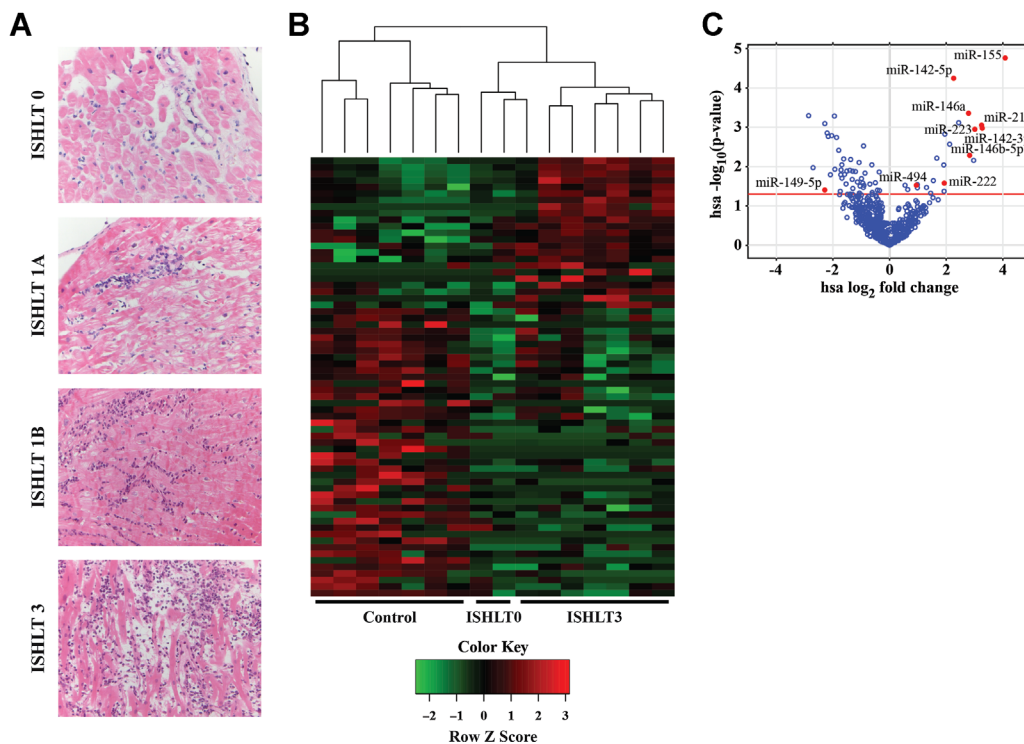 A
ISHLT 0
ISHLT 1A
ISHLT 1B
ISHLT 3
B
Control
ISHLT0
ISHLT3
Color Key
−2 −1 0 1 2 3
Row Z Score
C
hsa -log10(p-value)
5
4
3
2
1
0
miR-155
miR-142-5p
miR-146a
miR-21
miR-223
miR-142-3
miR-146b-5p
miR-494
miR-222
miR-149-5p
-4 -2 0 2 4
hsa log2 fold change